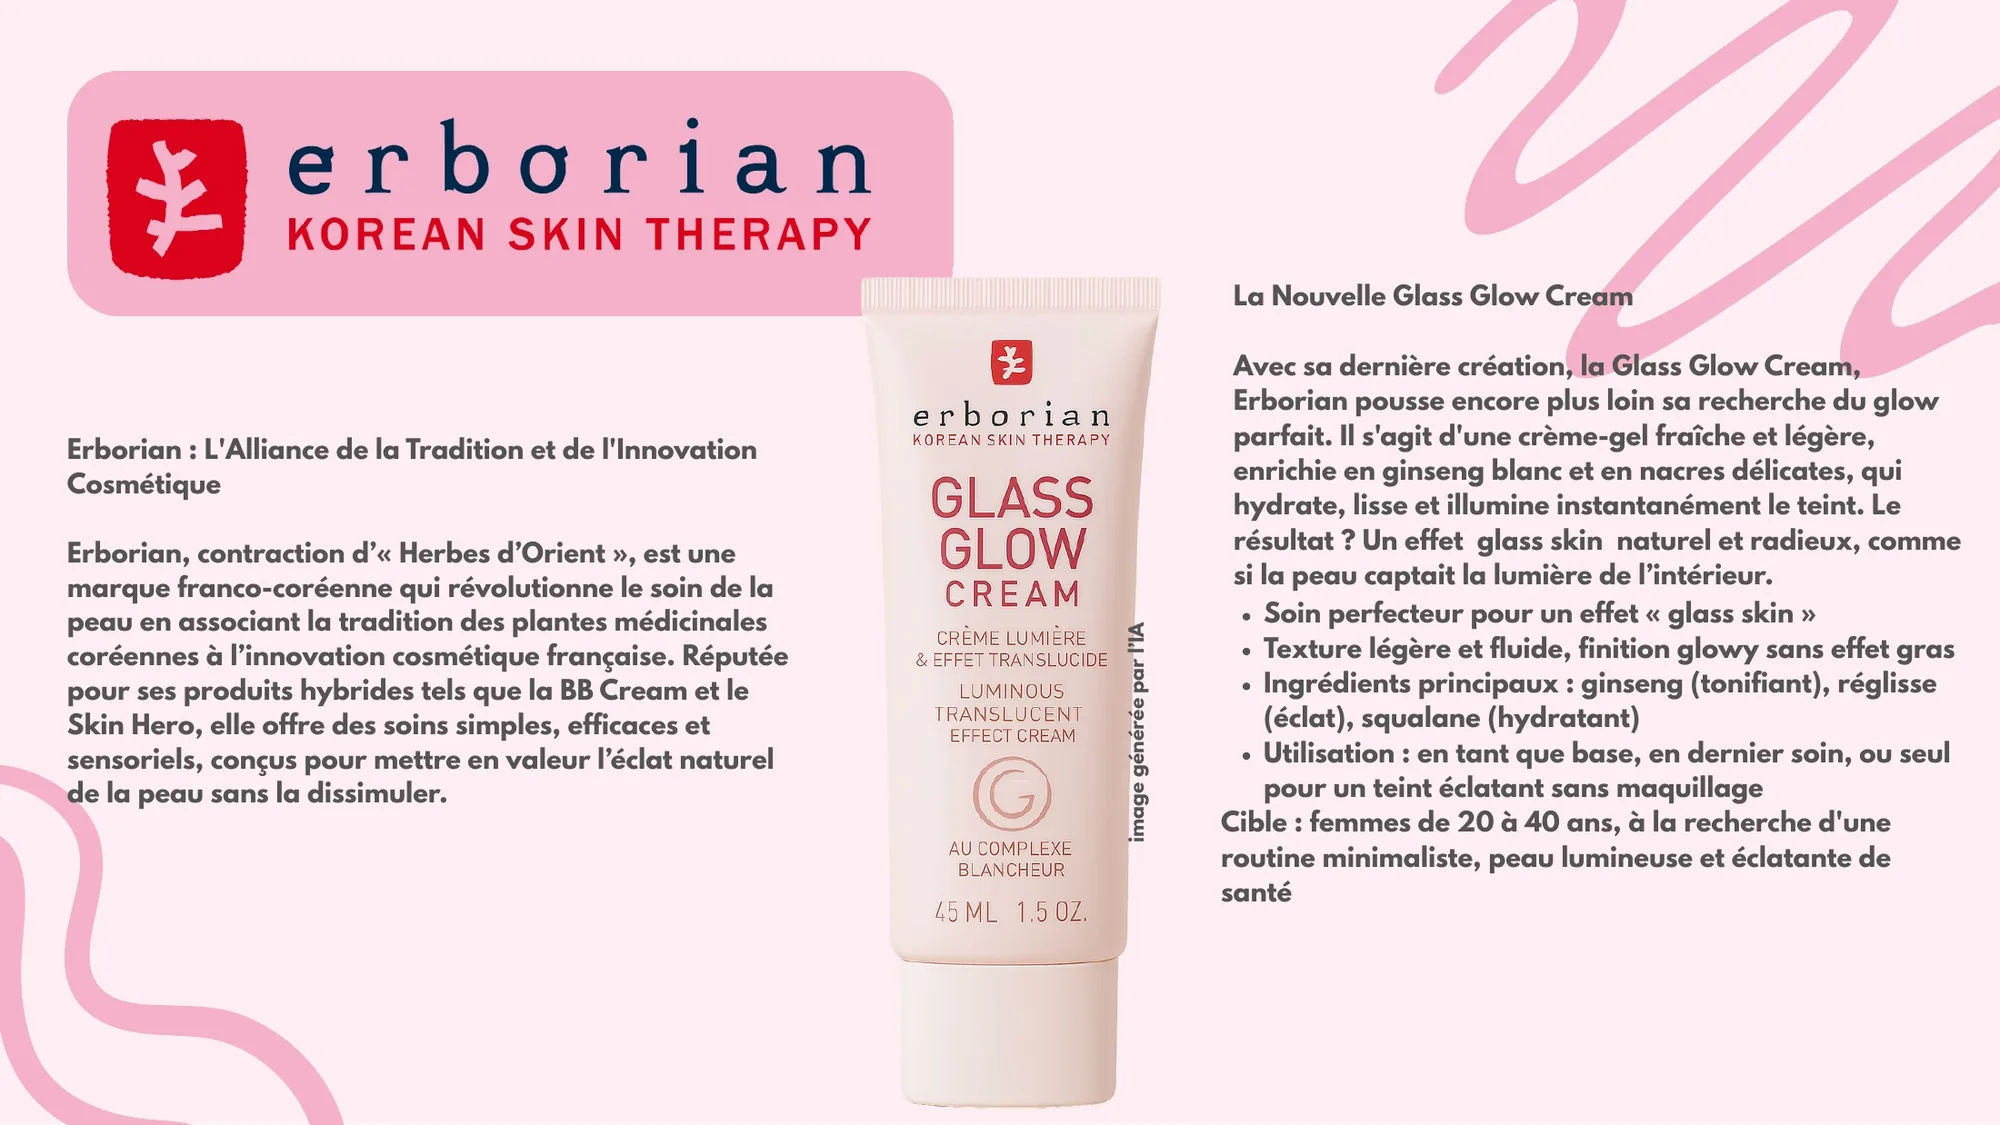 erborian
KOREAN SKIN THERAPY
Erborian : L'Alliance de la Tradition et de l'Innovation
Cosmétique
Erborian, contraction d’« Herbes d’Orient », est une
marque franco-coréenne qui révolutionne le soin de la
peau en associant la tradition des plantes médicinales
coréennes à l’innovation cosmétique française. Réputée
pour ses produits hybrides tels que la BB Cream et le
Skin Hero, elle offre des soins simples, efficaces et
sensoriels, conçus pour mettre en valeur l’éclat naturel
de la peau sans la dissimuler.
erborian
KOREAN SKIN THERAPY
GLASS
GLOW
CREAM
CRÈME LUMIÈRE
& EFFET TRANSLUCIDE
LUMINOUS
TRANSLUCENT
EFFECT CREAM
G
AU COMPLEXE
BLANCHEUR
45 ML 1.5 OZ.
image générée par l'IA
La Nouvelle Glass Glow Cream
Avec sa dernière création, la Glass Glow Cream,
Erborian pousse encore plus loin sa recherche du glow
parfait. Il s'agit d'une crème-gel fraîche et légère,
enrichie en ginseng blanc et en nacres délicates, qui
hydrate, lisse et illumine instantanément le teint. Le
résultat ? Un effet glass skin naturel et radieux, comme
si la peau captait la lumière de l’intérieur.
• Soin perfecteur pour un effet « glass skin »
• Texture légère et fluide, finition glowy sans effet gras
• Ingrédients principaux : ginseng (tonifiant), réglisse
(éclat), squalane (hydratant)
• Utilisation : en tant que base, en dernier soin, ou seul
pour un teint éclatant sans maquillage
Cible : femmes de 20 à 40 ans, à la recherche d'une
routine minimaliste, peau lumineuse et éclatante de
santé